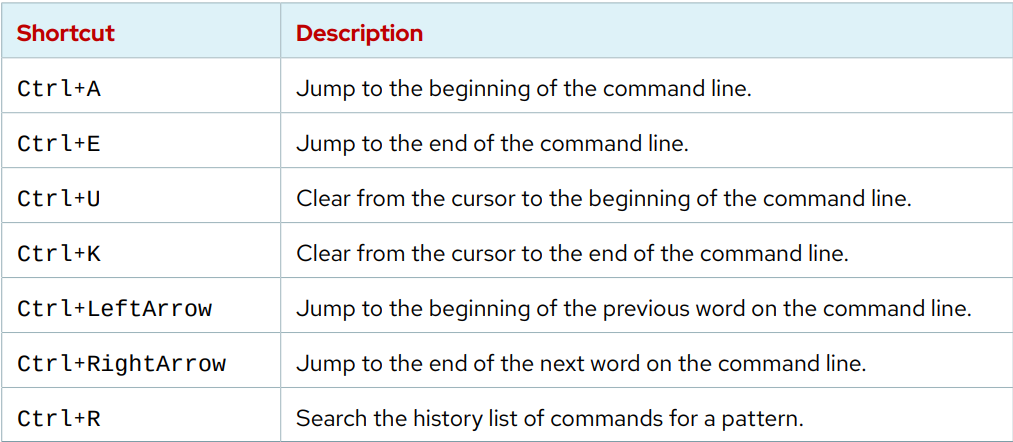 Shortcut Description
Ctrl+A Jump to the beginning of the command line.
Ctrl+E Jump to the end of the command line.
Ctrl+U Clear from the cursor to the beginning of the command line.
Ctrl+K Clear from the cursor to the end of the command line.
Ctrl+LeftArrow Jump to the beginning of the previous word on the command line.
Ctrl+RightArrow Jump to the end of the next word on the command line.
Ctrl+R Search the history list of commands for a pattern.